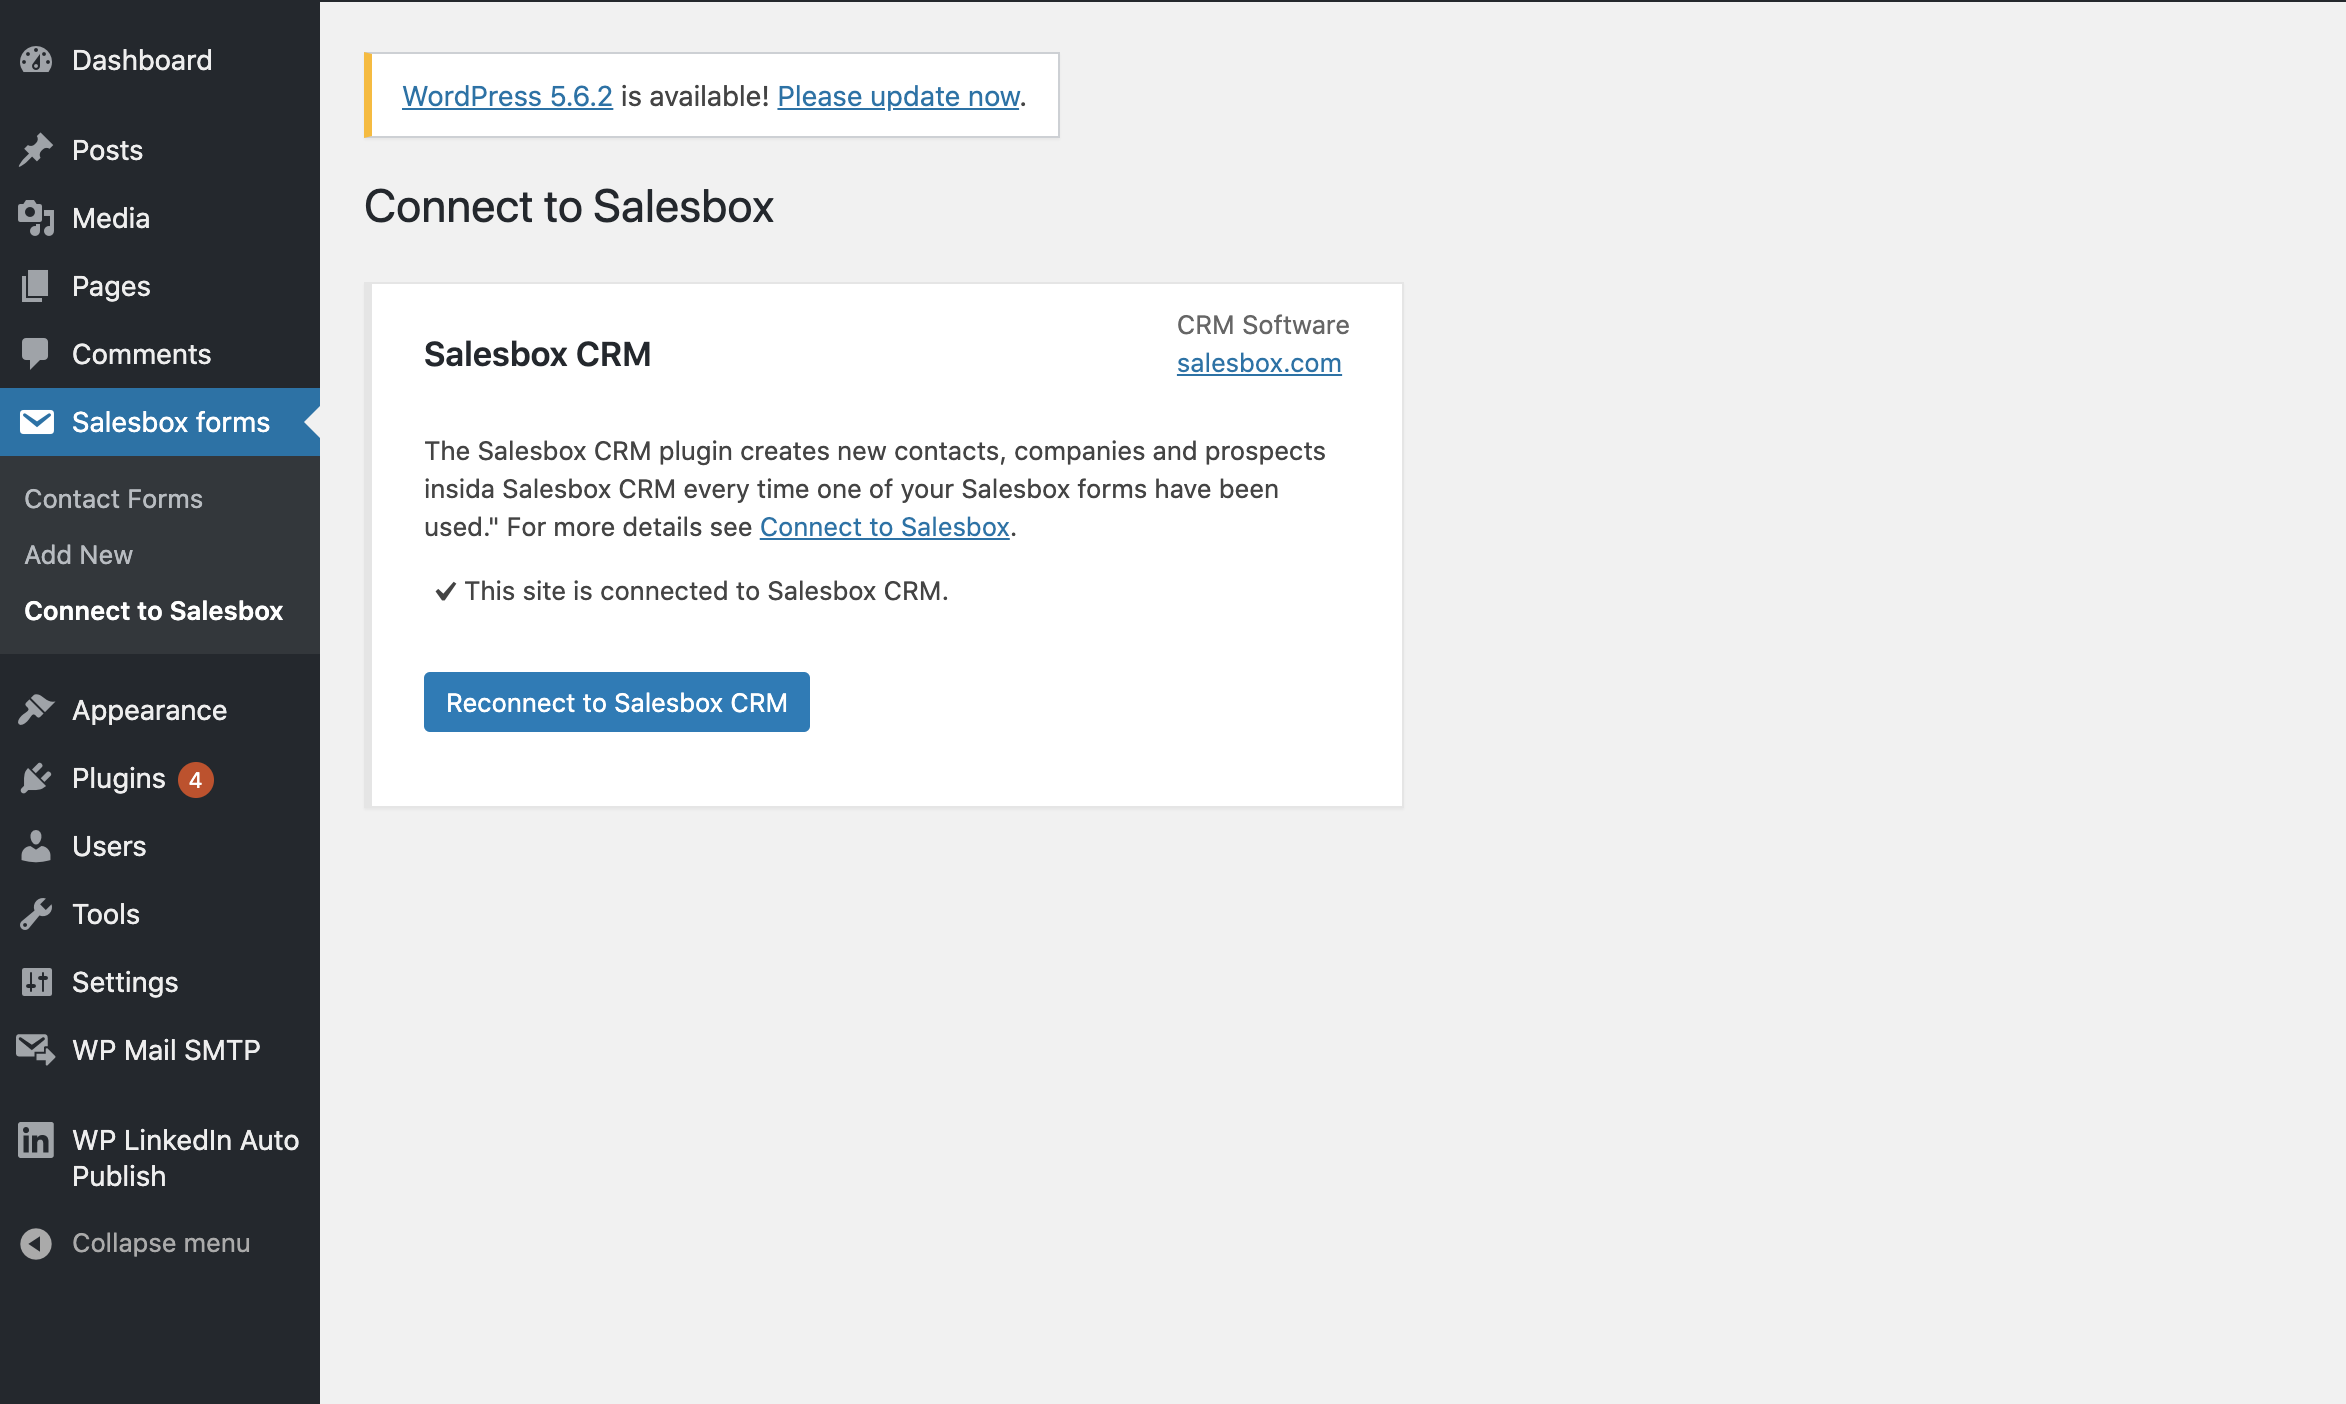 Dashboard
Posts
Media
Pages
Comments
Salesbox forms
Contact Forms
Add New
Connect to Salesbox
Appearance
Plugins 4
Users
Tools
Settings
WP Mail SMTP
in WP LinkedIn Auto
Publish
Collapse menu
WordPress 5.6.2 is available! Please update now.
Connect to Salesbox
Salesbox CRM
CRM Software
salesbox.com
The Salesbox CRM plugin creates new contacts, companies and prospects
insida Salesbox CRM every time one of your Salesbox forms have been
used." For more details see Connect to Salesbox.
✓ This site is connected to Salesbox CRM.
Reconnect to Salesbox CRM